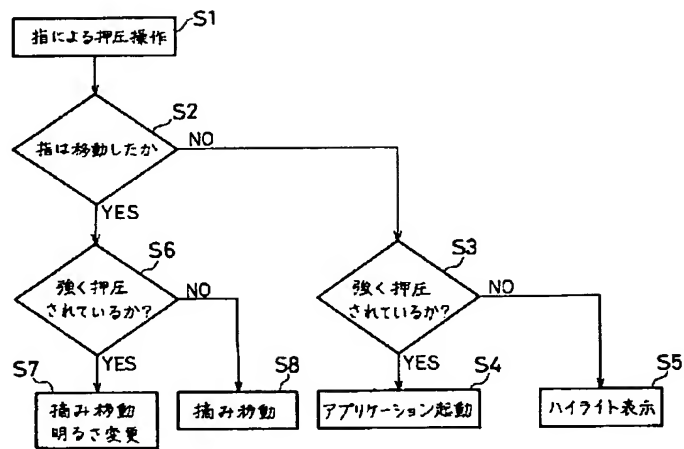 S1
指による押圧操作
S2
指は移動したか
NO
YES
S6
強く押圧
されているか?
NO
YES
S3
強く押圧
されているか?
NO
YES
S7
摘み移動
明るさ変更
S8
摘み移動
S4
アプリケーション起動
S5
ハイライト表示